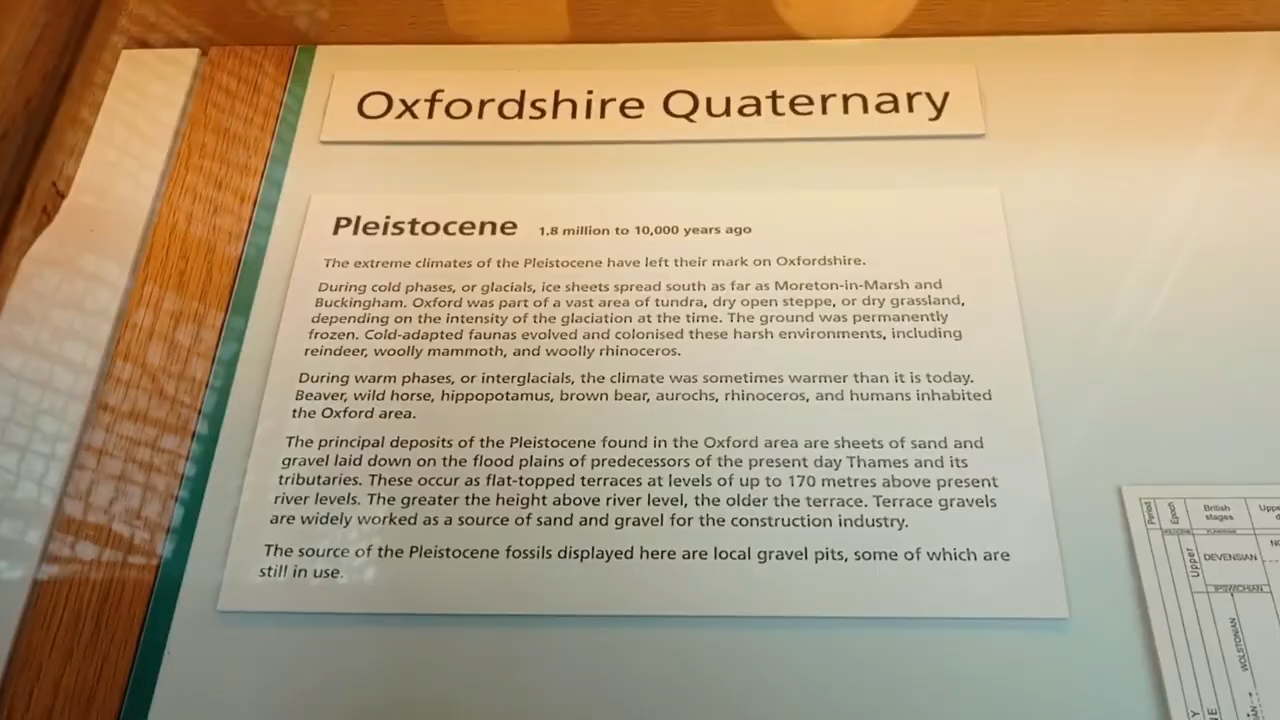 Oxfordshire Quaternary
Pleistocene 1.8 million to 10,000 years ago
The extreme climates of the Pleistocene have left their mark on Oxfordshire.
During cold phases, or glacials, ice sheets spread south as far as Moreton-in-Marsh and
Buckingham. Oxford was part of a vast area of tundra, dry open steppe, or dry grassland,
depending on the intensity of the glaciation at the time. The ground was permanently
frozen. Cold-adapted faunas evolved and colonised these harsh environments, including
reindeer, woolly mammoth, and woolly rhinoceros.
During warm phases, or interglacials, the climate was sometimes warmer than it is today.
Beaver, wild horse, hippopotamus, brown bear, aurochs, rhinoceros, and humans inhabited
the Oxford area.
The principal deposits of the Pleistocene found in the Oxford area are sheets of sand and
gravel laid down on the flood plains of predecessors of the present day Thames and its
tributaries. These occur as flat-topped terraces at levels of up to 170 metres above present
river levels. The greater the height above river level, the older the terrace. Terrace gravels
are widely worked as a source of sand and gravel for the construction industry.
The source of the Pleistocene fossils displayed here are local gravel pits, some of which are
still in use.
Period
Epoch
British
stages
Upper
DEVENSIAN
IPSWICHIAN
WOLSTONIAN